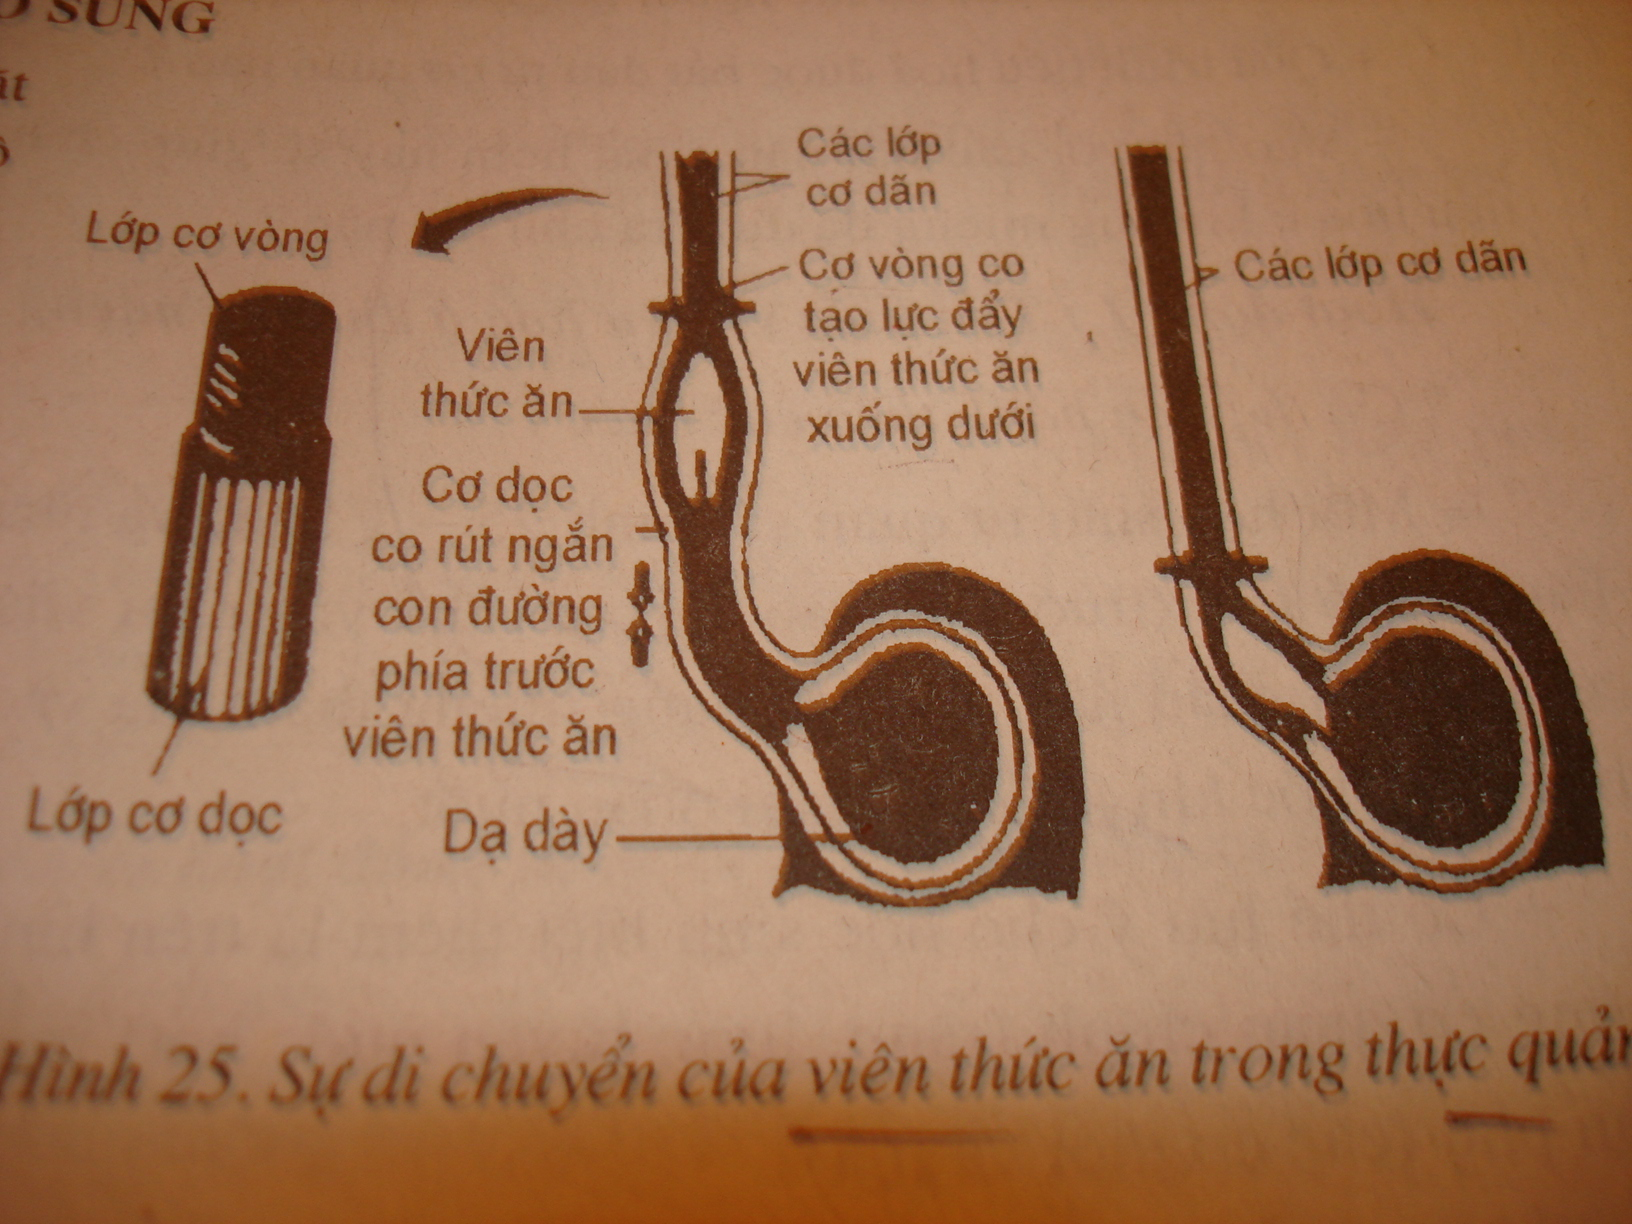 SUNG
Lớp cơ vòng
Lớp cơ dọc
Viên
thức ăn
Cơ dọc
co rút ngắn
con đường
phía trước
viên thức ăn
Dạ dày
Các lớp
cơ dãn
Cơ vòng co
tạo lực đẩy
viên thức ăn
xuống dưới
Các lớp cơ dãn
Hình 25. Sự di chuyển của viên thức ăn trong thực quản